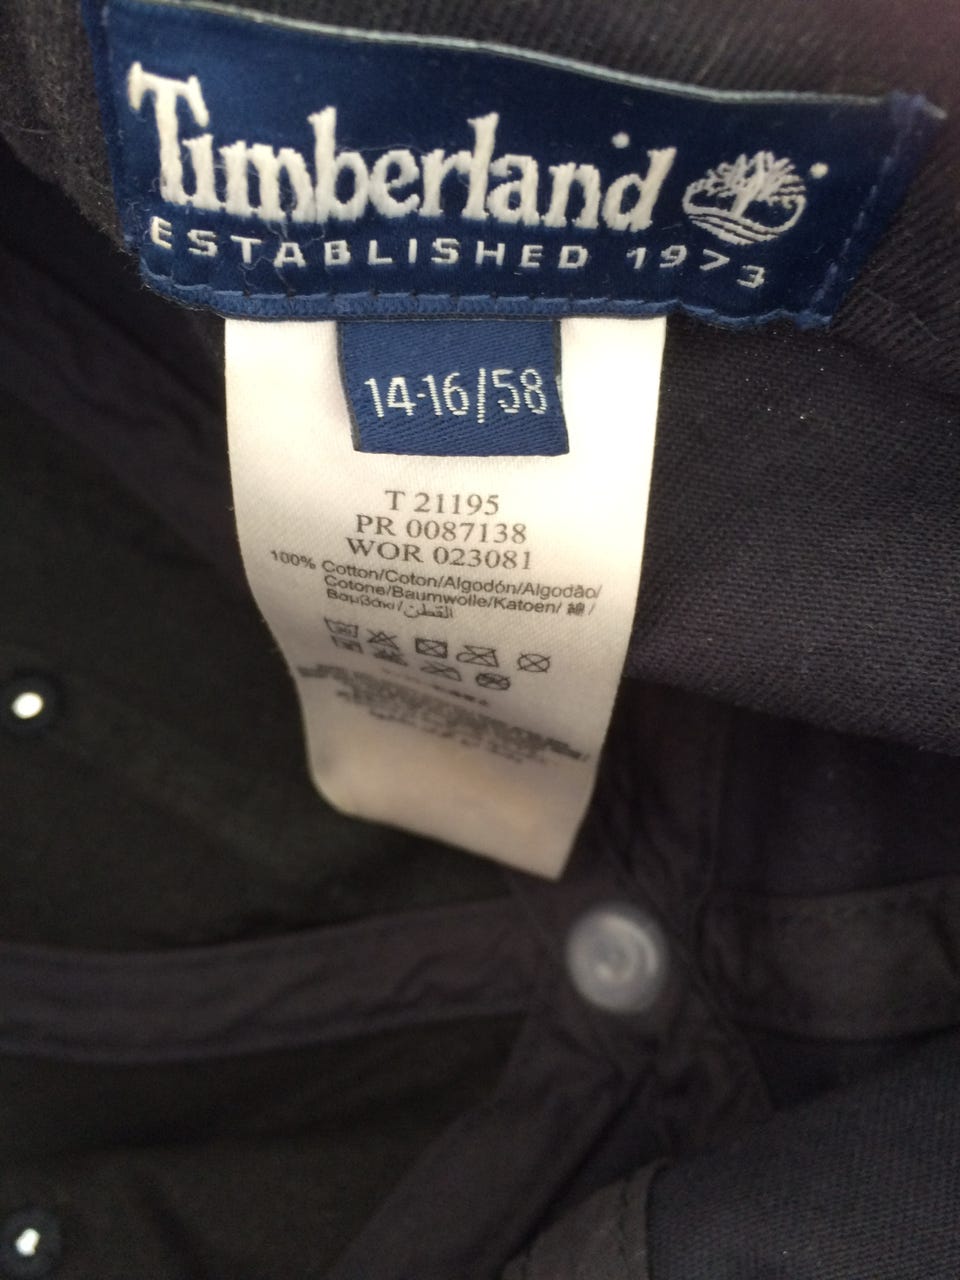 Timberland
ESTABLISHED 1973
14-16/58
T 21195
PR 0087138
WOR 023081
100% Cotton/Coton/Algodón/Algodão/
Cotone/Baumwolle/Katoen/ 綿 /
Βαμβάκι/القطن/